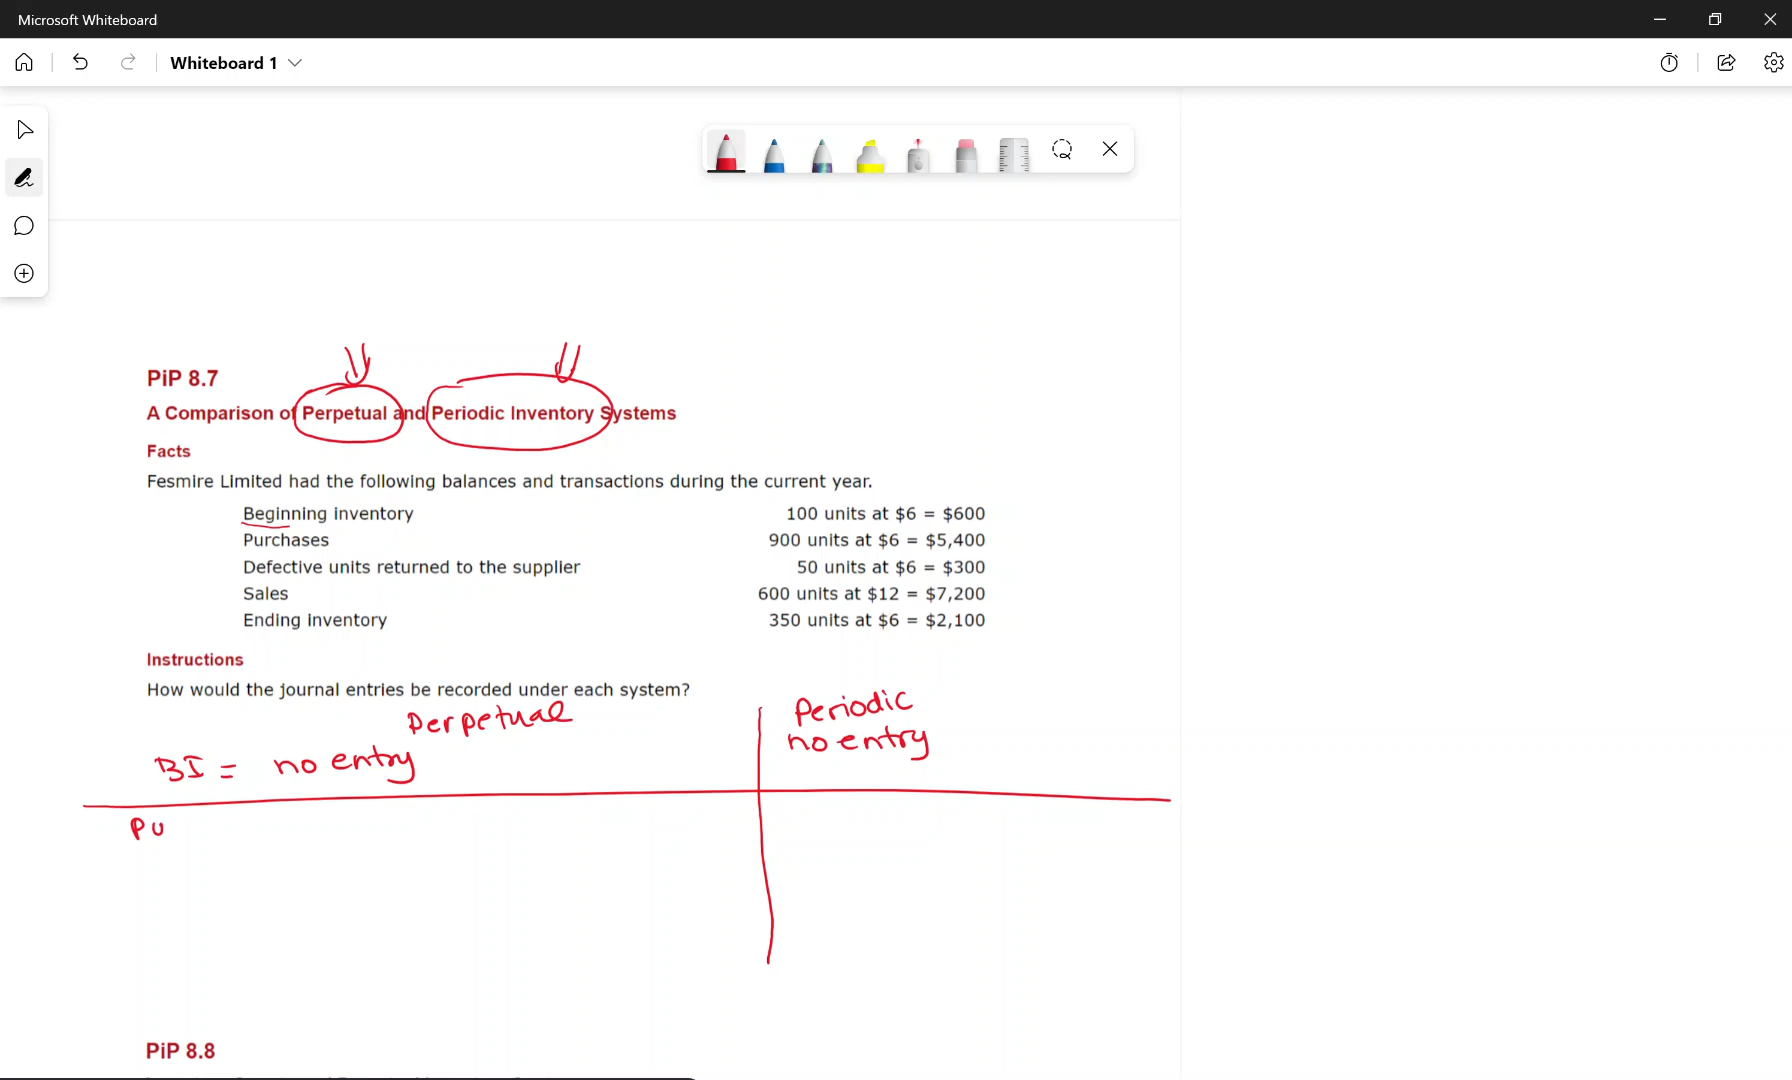 Microsoft Whiteboard
Whiteboard 1
PiP 8.7
A Comparison of Perpetual and Periodic Inventory Systems
Facts
Fesmire Limited had the following balances and transactions during the current year.
Beginning inventory 100 units at $6 = $600
Purchases 900 units at $6 = $5,400
Defective units returned to the supplier 50 units at $6 = $300
Sales 600 units at $12 = $7,200
Ending inventory 350 units at $6 = $2,100
Instructions
How would the journal entries be recorded under each system?
Perpetual Periodic
BI = no entry no entry
PU
PiP 8.8